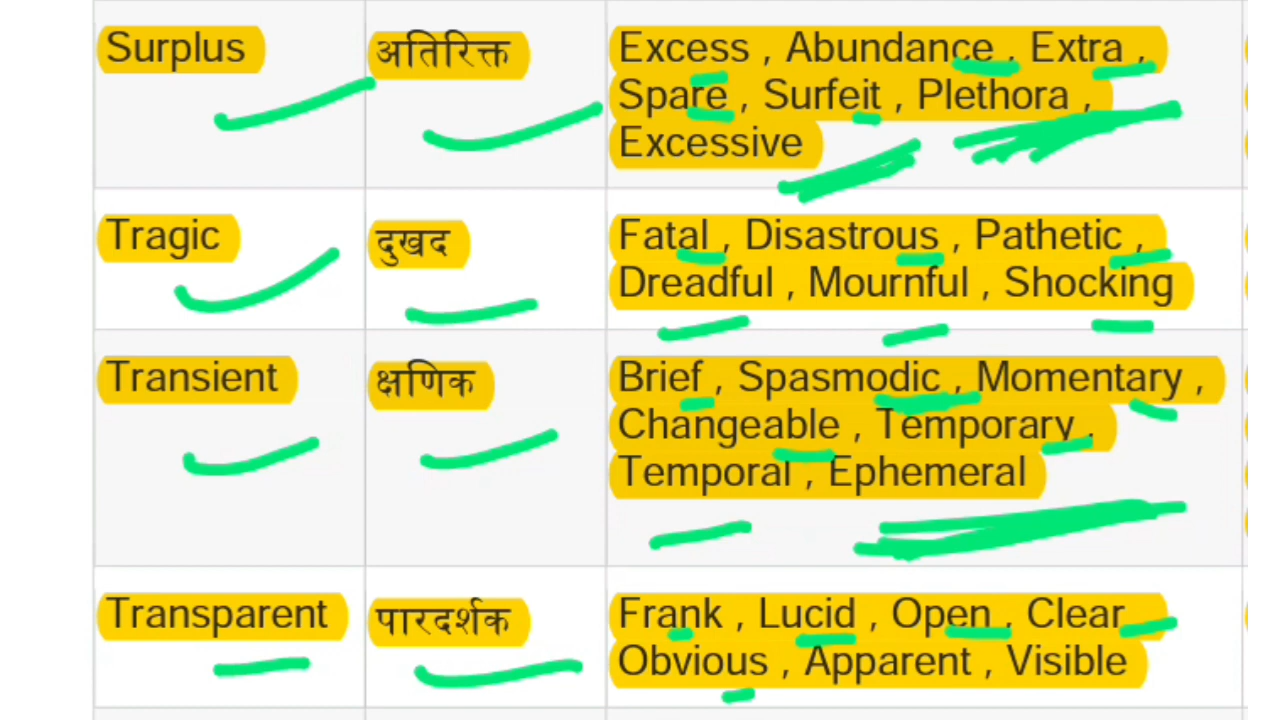 Surplus अतिरिक्त Excess , Abundance , Extra ,
Spare , Surfeit , Plethora ,
Excessive
Tragic दुखद Fatal , Disastrous , Pathetic ,
Dreadful , Mournful , Shocking
Transient क्षणिक Brief , Spasmodic , Momentary ,
Changeable , Temporary ,
Temporal , Ephemeral
Transparent पारदर्शक Frank , Lucid , Open , Clear
Obvious , Apparent , Visible